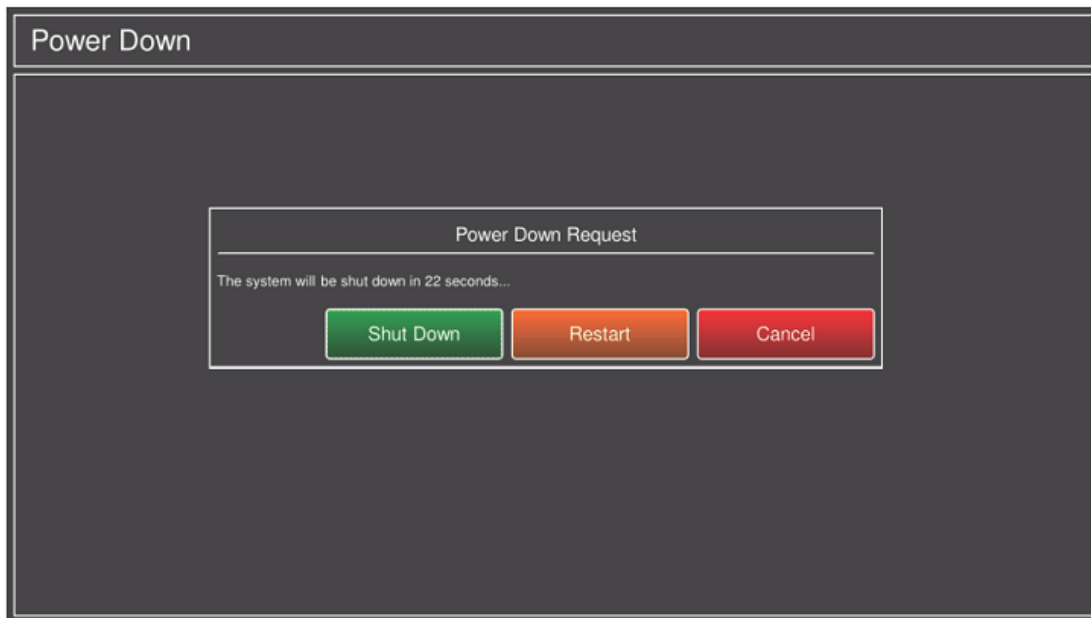 Power Down
Power Down Request
The system will be shut down in 22 seconds...
Shut Down Restart Cancel